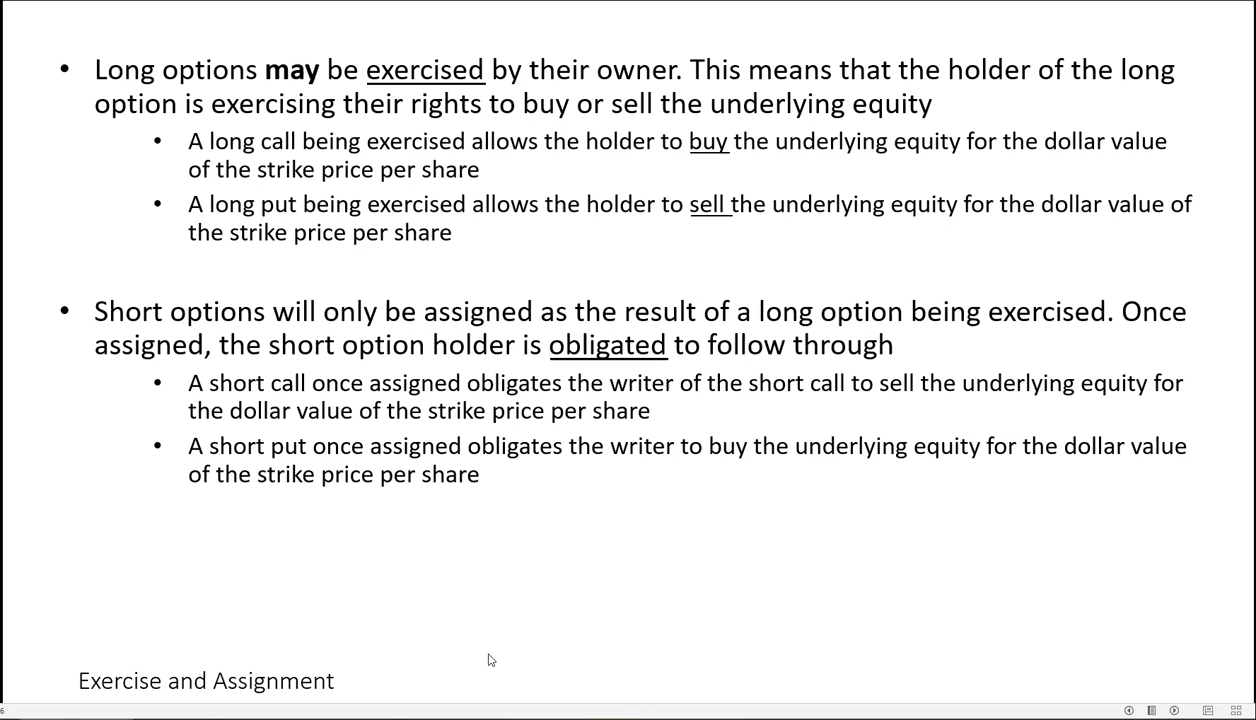 • Long options may be exercised by their owner. This means that the holder of the long
option is exercising their rights to buy or sell the underlying equity
• A long call being exercised allows the holder to buy the underlying equity for the dollar value
of the strike price per share
• A long put being exercised allows the holder to sell the underlying equity for the dollar value of
the strike price per share
• Short options will only be assigned as the result of a long option being exercised. Once
assigned, the short option holder is obligated to follow through
• A short call once assigned obligates the writer of the short call to sell the underlying equity for
the dollar value of the strike price per share
• A short put once assigned obligates the writer to buy the underlying equity for the dollar value
of the strike price per share
Exercise and Assignment
6